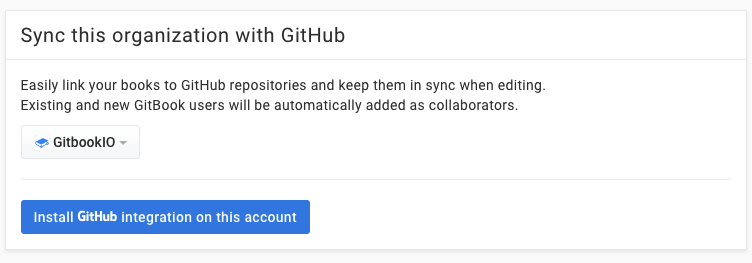 Sync this organization with GitHub
Easily link your books to GitHub repositories and keep them in sync when editing.
Existing and new GitBook users will be automatically added as collaborators.
GitbookIO
Install GitHub integration on this account